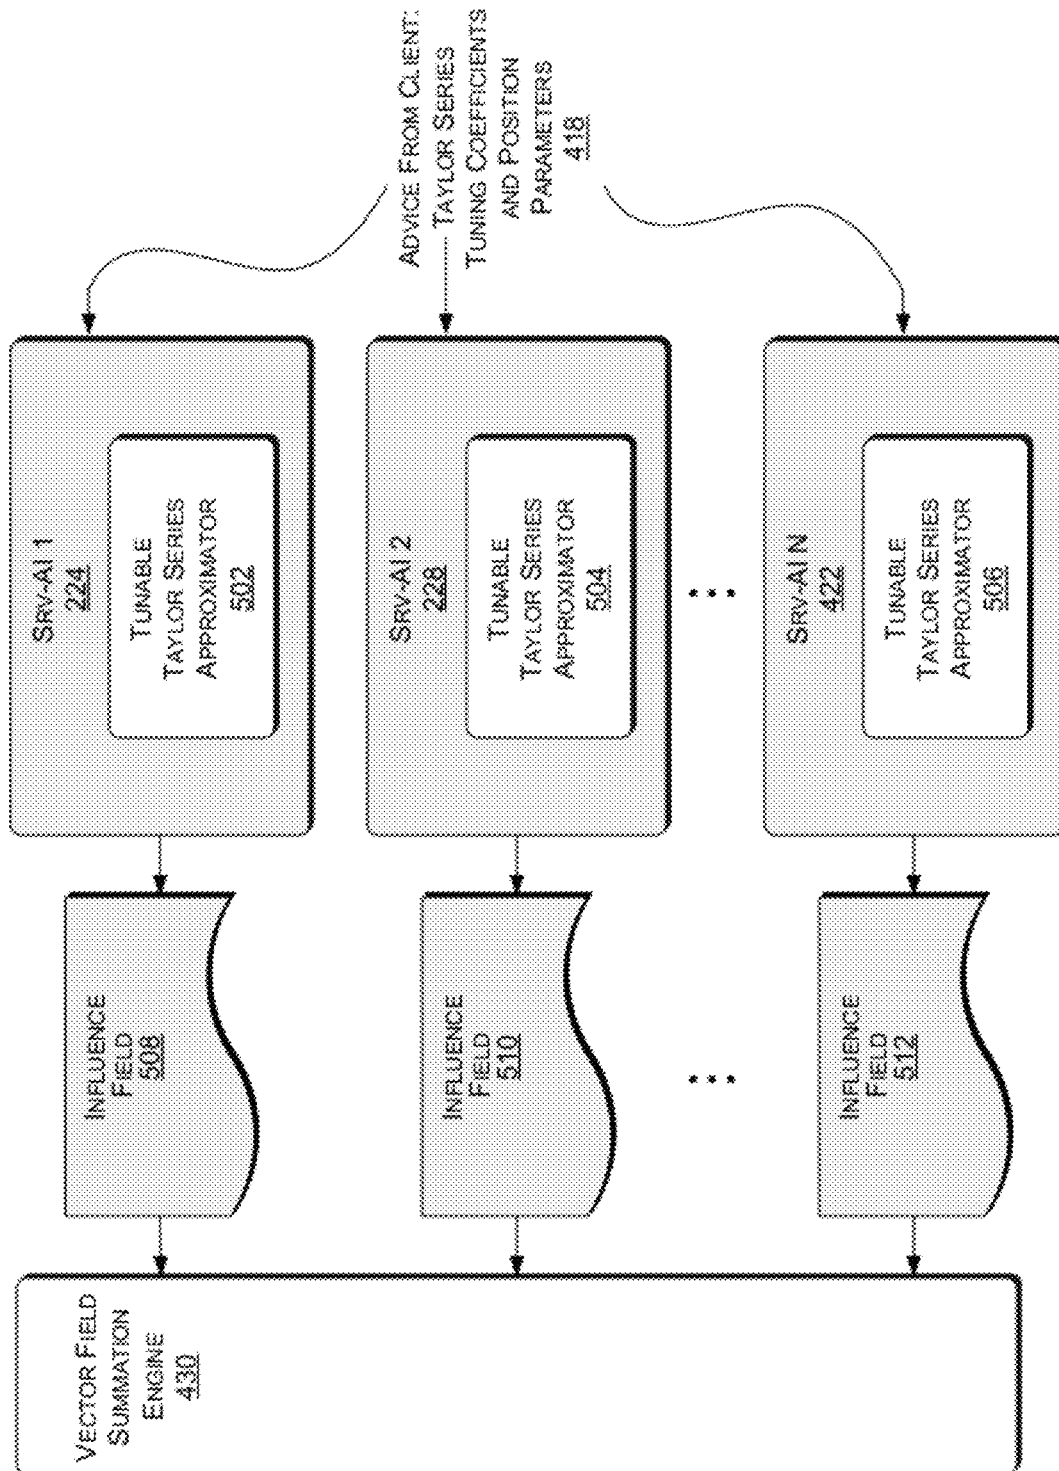 ADVICE FROM CLIENT:
TAYLOR SERIES
TUNING COEFFICIENTS
AND POSITION
PARAMETERS
418
SRV-AI 1
224
TUNABLE
TAYLOR SERIES
APPROXIMATOR
502
SRV-AI 2
228
TUNABLE
TAYLOR SERIES
APPROXIMATOR
504
SRV-AI N
422
TUNABLE
TAYLOR SERIES
APPROXIMATOR
506
INFLUENCE
FIELD
508
INFLUENCE
FIELD
510
INFLUENCE
FIELD
512
VECTOR FIELD
SUMMATION
ENGINE
430